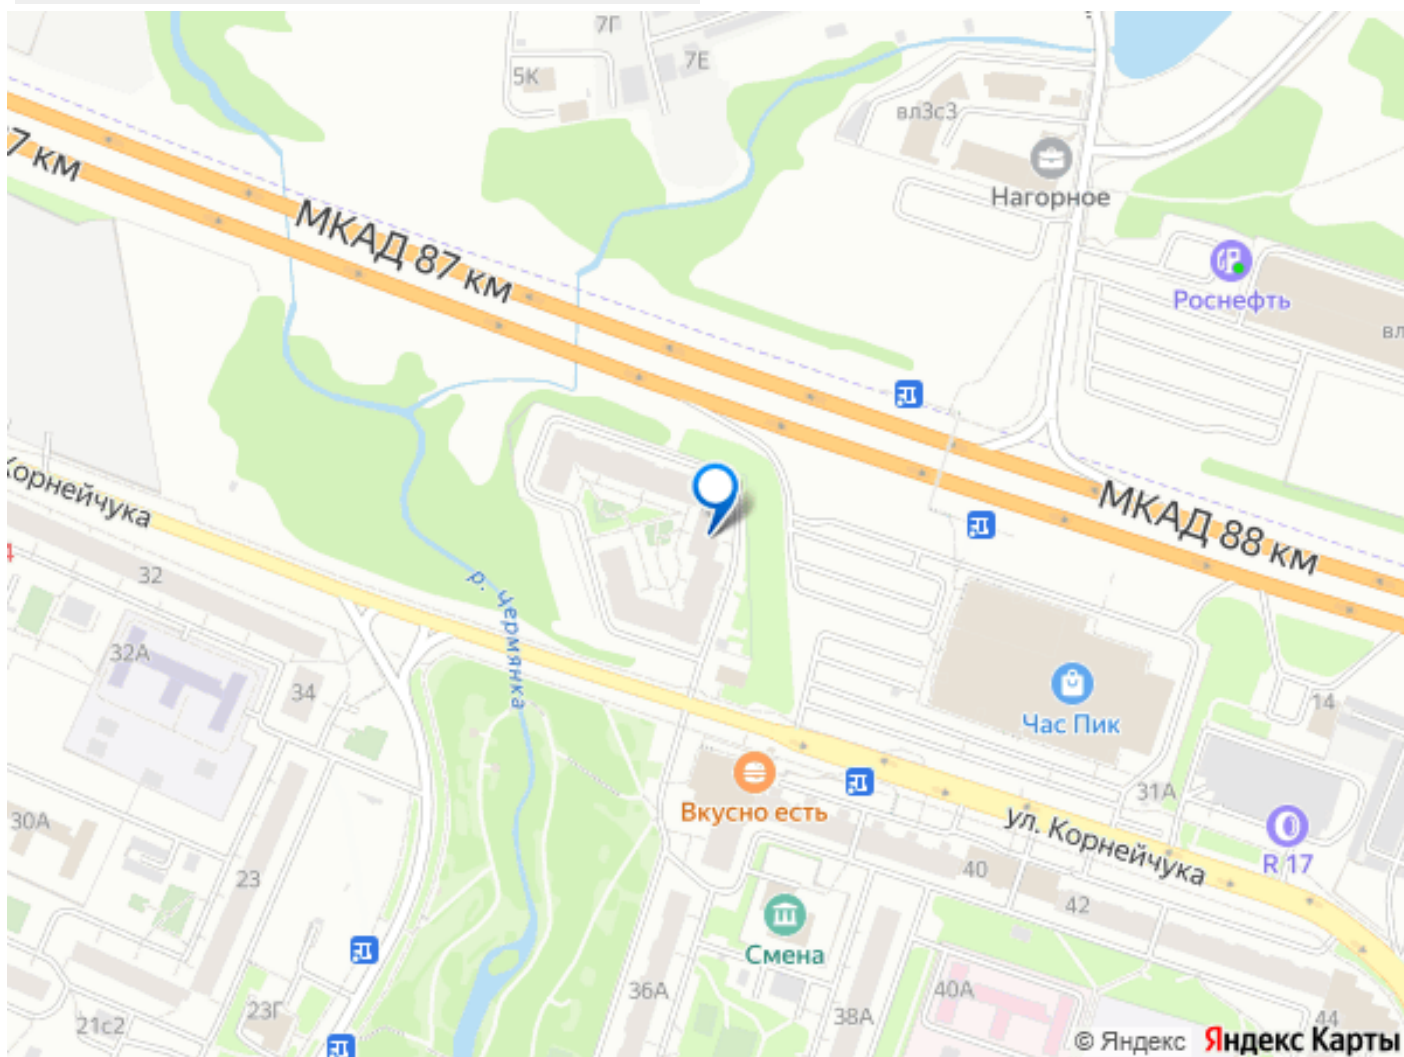 7Г
7Е
5К
вл3с3
7 км
Нагорное
МКАД 87 км
Роснефть
вл
Корнейчука
МКАД 88 км
4
32
р. Чермянка
32А
34
Час Пик
14
31А
Вкусно есть
30А
ул. Корнейчука
R 17
23
40
42
Смена
36А
40А
23Г
21с2
38А
44
© Яндекс Яндекс Карты